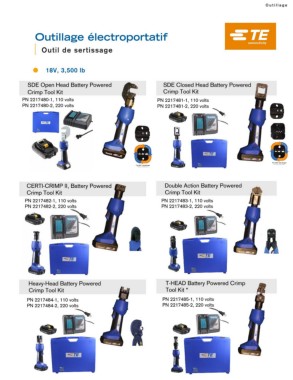 Outillage
Outillage électroportatif
Outil de sertissage
TE
18V, 3,500 lb
SDE Open Head Battery Powered
Crimp Tool Kit
PN 2217480-1, 110 volts
PN 2217480-2, 220 volts
SDE Closed Head Battery Powered
Crimp Tool Kit
PN 2217481-1, 110 volts
PN 2217481-2, 220 volts
CERTI-CRIMP II, Battery Powered
Crimp Tool Kit
PN 2217482-1, 110 volts
PN 2217482-2, 220 volts
Double Action Battery Powered
Crimp Tool Kit
PN 2217483-1, 110 volts
PN 2217483-2, 220 volts
Heavy-Head Battery Powered
Crimp Tool Kit
PN 2217484-1, 110 volts
PN 2217484-2, 220 volts
T-HEAD Battery Powered Crimp
Tool Kit *
PN 2217485-1, 110 volts
PN 2217485-2, 220 volts